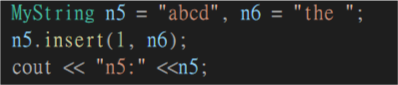 MyString n5 = "abcd", n6 = "the ";
n5.insert(1, n6);
cout << "n5:" <<n5;